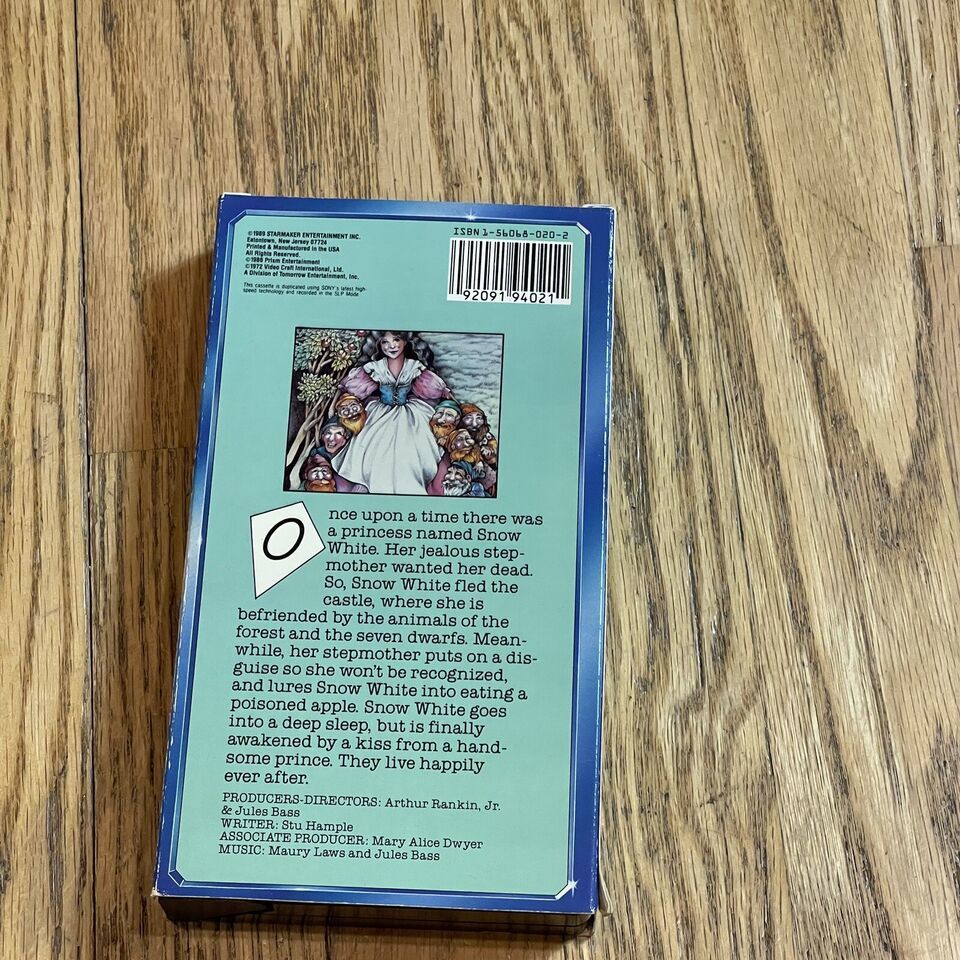 ©1989 STARMAKER ENTERTAINMENT INC.
Eatontown, New Jersey 07724
Printed & Manufactured in the USA
All Rights Reserved.
©1986 Prism Entertainment
©1972 Video Craft International, Ltd.
A Division of Tomorrow Entertainment, Inc.
This cassette is duplicated using SONY's latest high-
speed technology and recorded in the SLP Mode
ISBN 1-56068-020-2
92091 94021
Once upon a time there was
a princess named Snow
White. Her jealous step-
mother wanted her dead.
So, Snow White fled the
castle, where she is
befriended by the animals of the
forest and the seven dwarfs. Mean-
while, her stepmother puts on a dis-
guise so she won't be recognized,
and lures Snow White into eating a
poisoned apple. Snow White goes
into a deep sleep, but is finally
awakened by a kiss from a hand-
some prince. They live happily
ever after.
PRODUCERS-DIRECTORS: Arthur Rankin, Jr.
& Jules Bass
WRITER: Stu Hample
ASSOCIATE PRODUCER: Mary Alice Dwyer
MUSIC: Maury Laws and Jules Bass